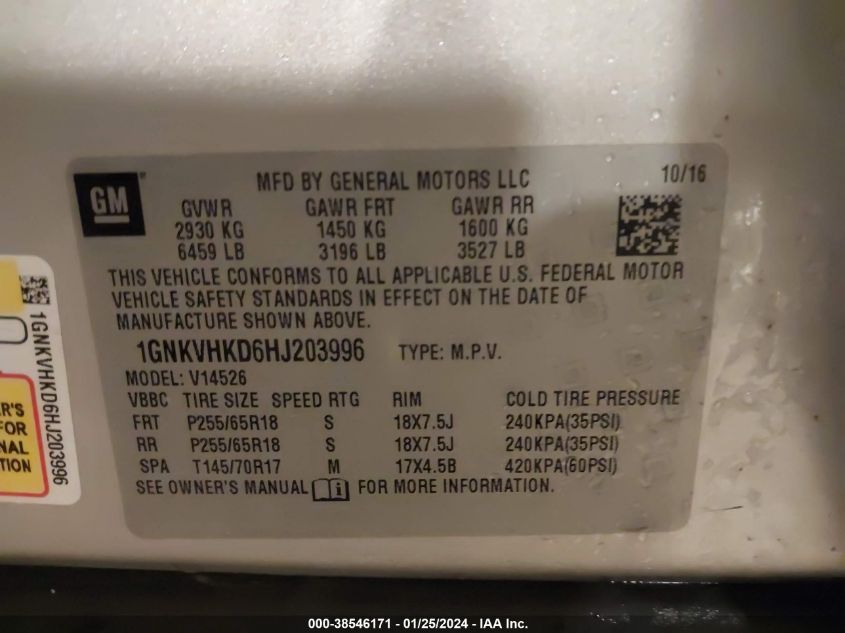 GM
MFD BY GENERAL MOTORS LLC 10/16
GVWR GAWR FRT GAWR RR
2930 KG 1450 KG 1600 KG
6459 LB 3196 LB 3527 LB
THIS VEHICLE CONFORMS TO ALL APPLICABLE U.S. FEDERAL MOTOR
VEHICLE SAFETY STANDARDS IN EFFECT ON THE DATE OF
MANUFACTURE SHOWN ABOVE.
1GNKVHKD6HJ203996 TYPE: M.P.V.
MODEL: V14526
VBBC TIRE SIZE SPEED RTG RIM COLD TIRE PRESSURE
FRT P255/65R18 S 18X7.5J 240KPA(35PSI)
RR P255/65R18 S 18X7.5J 240KPA(35PSI)
SPA T145/70R17 M 17X4.5B 420KPA(60PSI)
SEE OWNER'S MANUAL i FOR MORE INFORMATION.
1GNKVHKD6HJ203996
ER'S
FOR
NAL
TION
000-38546171 - 01/25/2024 - IAA Inc.